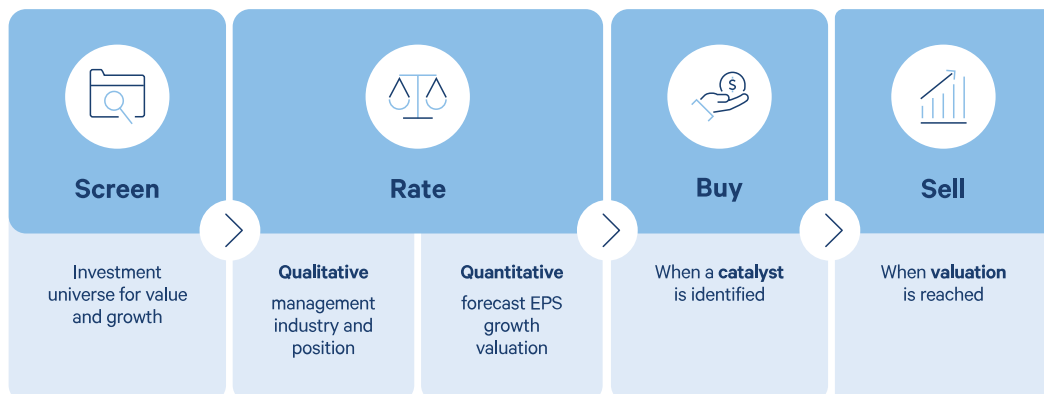 $
Screen
Rate
Buy
Sell
Investment
universe for value
and growth
Qualitative
management
industry and
position
Quantitative
forecast EPS
growth
valuation
When a catalyst
is identified
When valuation
is reached